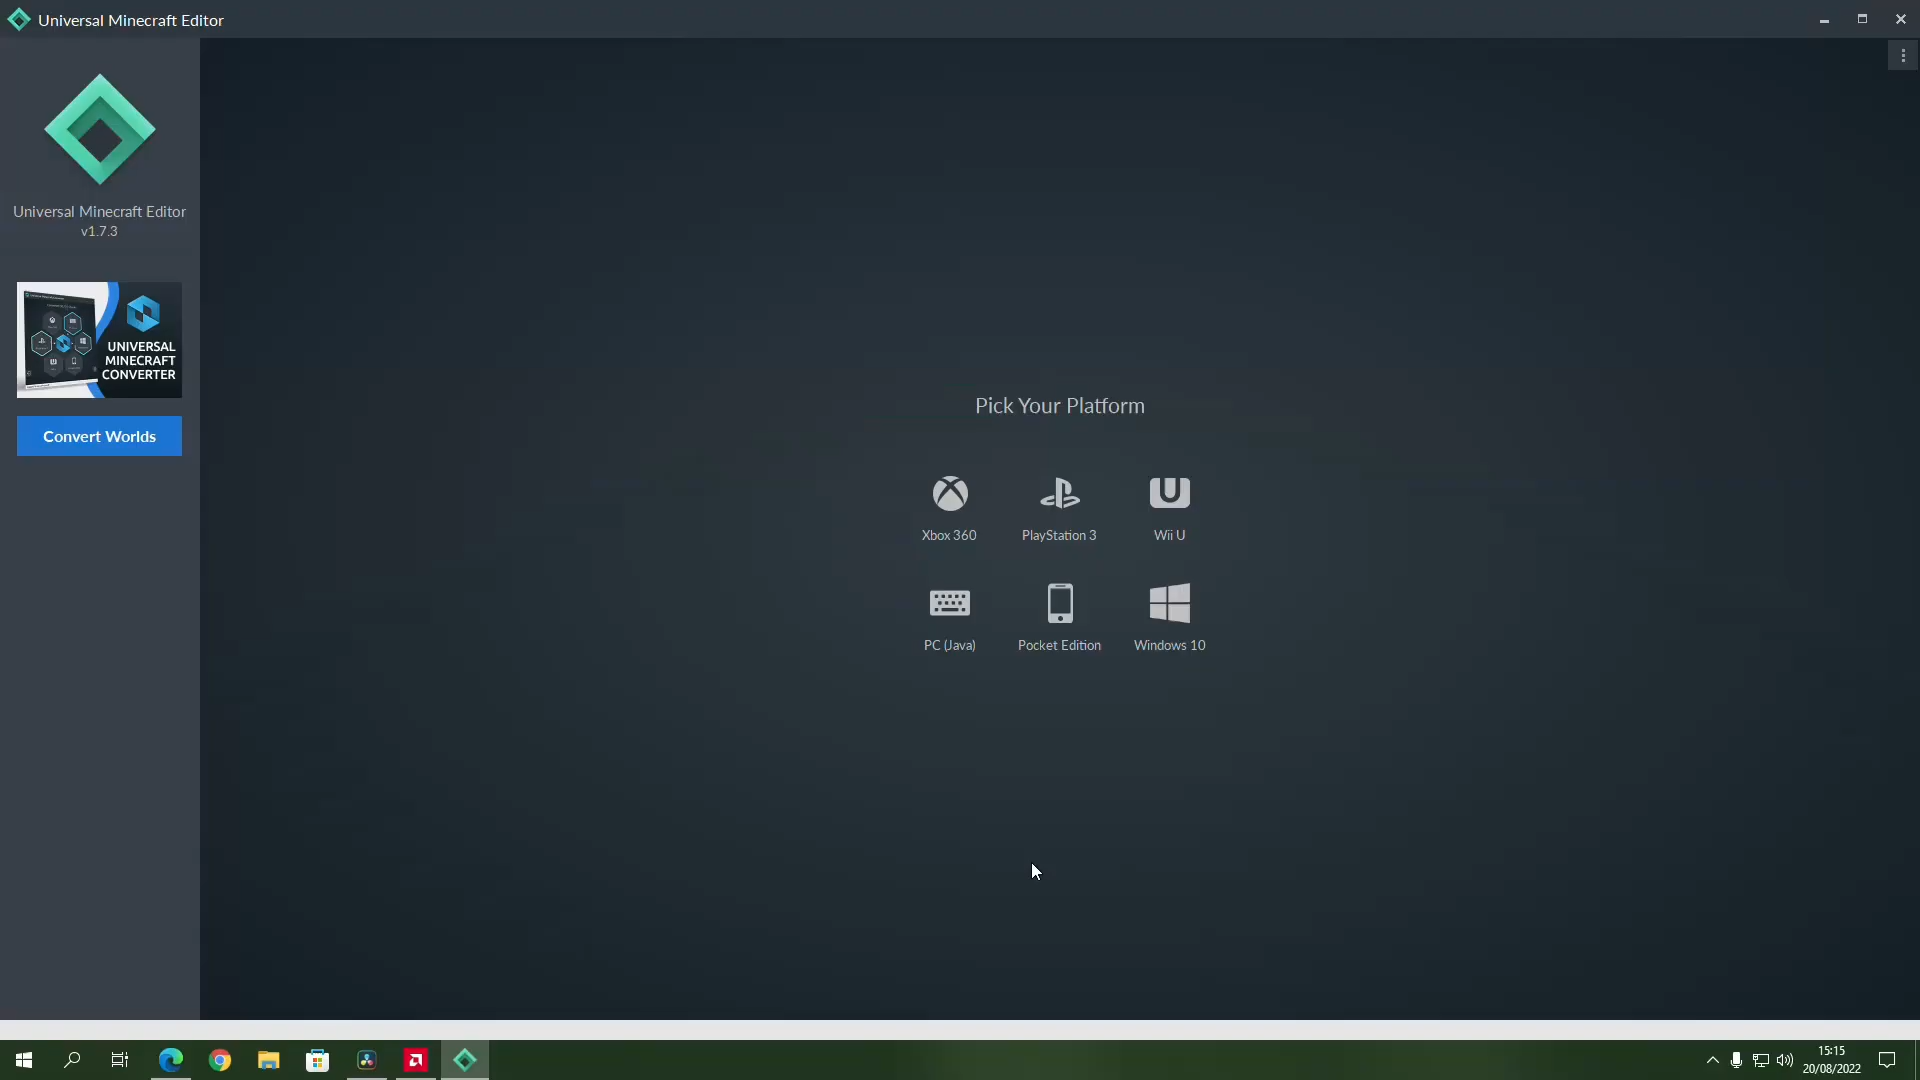 Universal Minecraft Editor
Universal Minecraft Editor
v1.7.3
UNIVERSAL
MINECRAFT
CONVERTER
Convert Worlds
Pick Your Platform
Xbox 360
PlayStation 3
Wii U
PC (Java)
Pocket Edition
Windows 10
15:15
20/08/2022